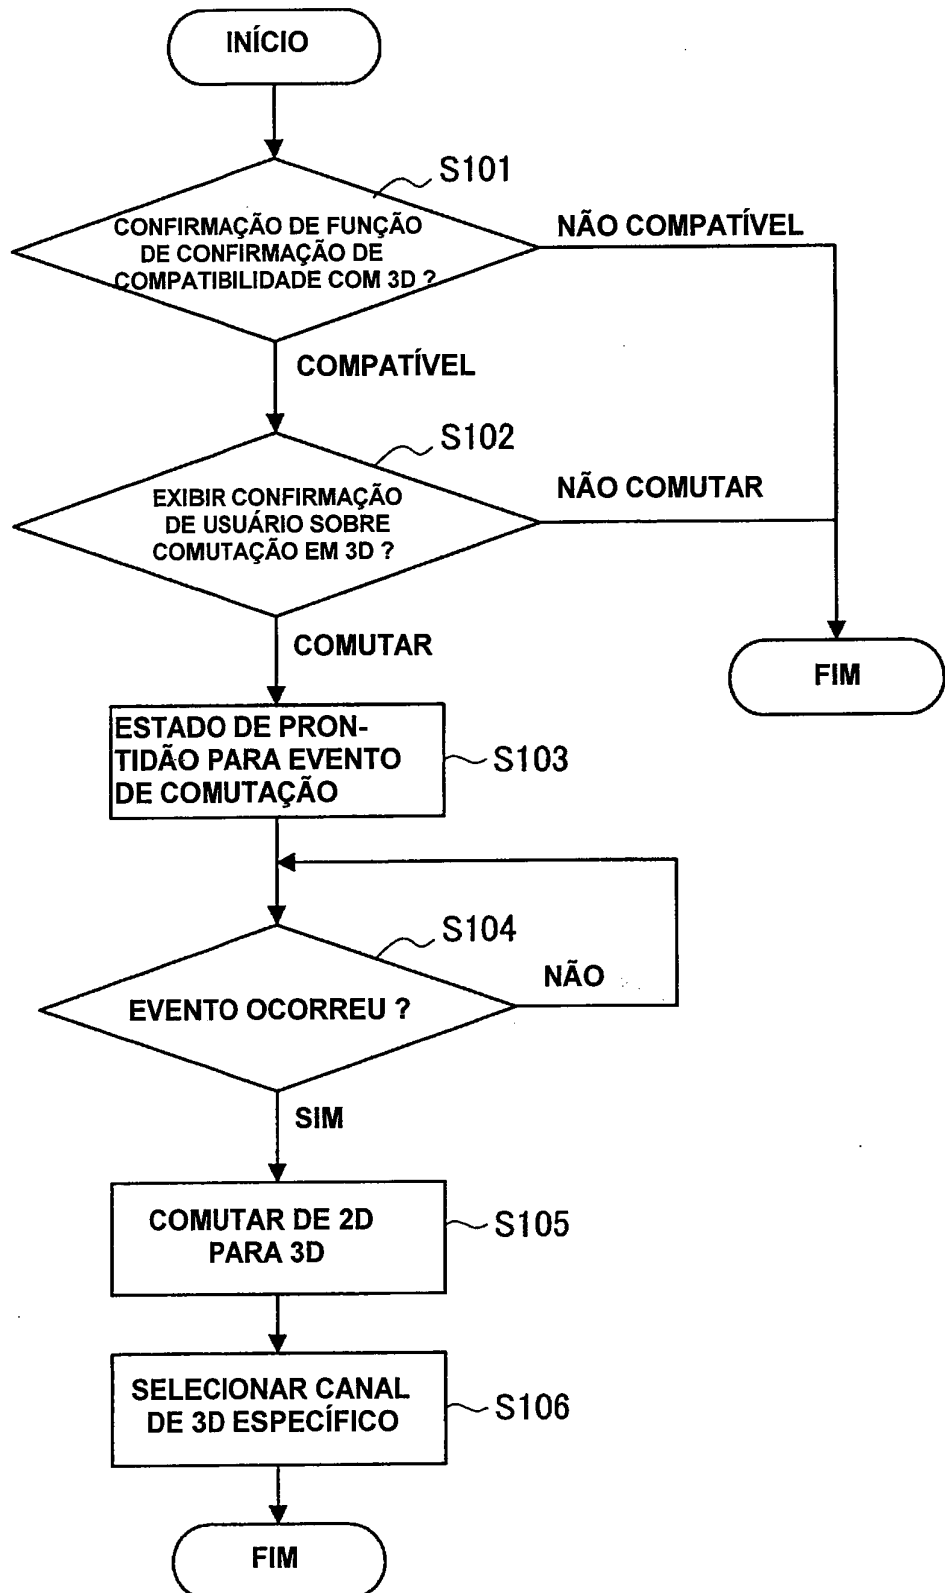 INÍCIO
S101
CONFIRMAÇÃO DE FUNÇÃO
DE CONFIRMAÇÃO DE
COMPATIBILIDADE COM 3D ?
NÃO COMPATÍVEL
COMPATÍVEL
S102
EXIBIR CONFIRMAÇÃO
DE USUÁRIO SOBRE
COMUTAÇÃO EM 3D ?
NÃO COMUTAR
COMUTAR
FIM
ESTADO DE PRON-
TIDÃO PARA EVENTO
DE COMUTAÇÃO
S103
S104
EVENTO OCORREU ?
NÃO
SIM
COMUTAR DE 2D
PARA 3D
S105
SELECIONAR CANAL
DE 3D ESPECÍFICO
S106
FIM